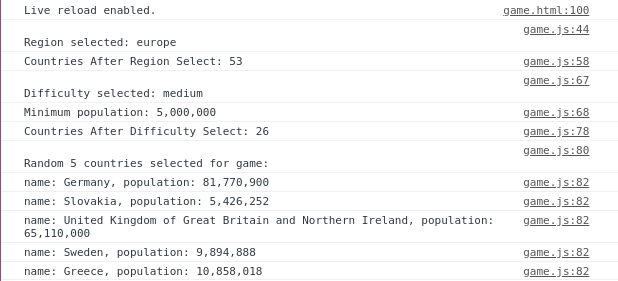 Live reload enabled. game.html:100
game.js:44
Region selected: europe
Countries After Region Select: 53 game.js:58
game.js:67
Difficulty selected: medium
Minimum population: 5,000,000 game.js:68
Countries After Difficulty Select: 26 game.js:78
game.js:80
Random 5 countries selected for game:
name: Germany, population: 81,770,900 game.js:82
name: Slovakia, population: 5,426,252 game.js:82
name: United Kingdom of Great Britain and Northern Ireland, population: game.js:82
65,110,000
name: Sweden, population: 9,894,888 game.js:82
name: Greece, population: 10,858,018 game.js:82